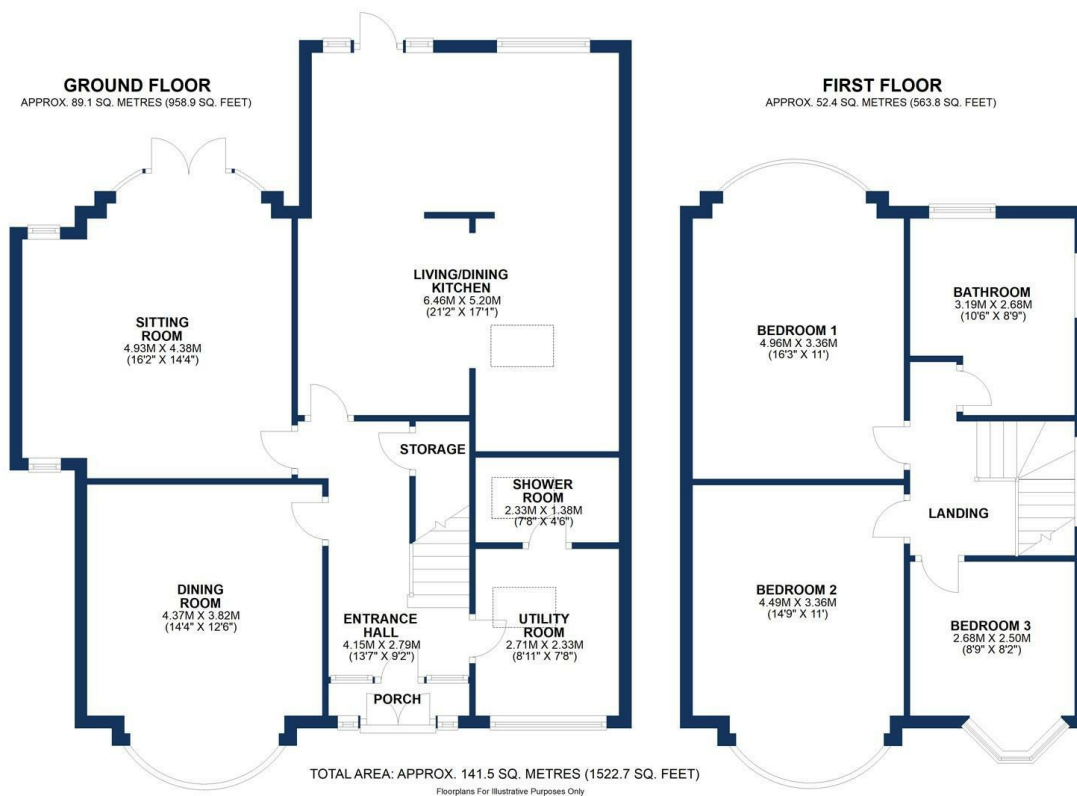 GROUND FLOOR
APPROX. 89.1 SQ. METRES (958.9 SQ. FEET)
SITTING
ROOM
4.93M X 4.38M
(16'2" X 14'4")
LIVING/DINING
KITCHEN
6.46M X 5.20M
(21'2" X 17'1")
STORAGE
SHOWER
ROOM
2.33M X 1.38M
(7'8" X 4'6")
DINING
ROOM
4.37M X 3.82M
(14'4" X 12'6")
ENTRANCE
HALL
4.15M X 2.79M
(13'7" X 9'2")
UTILITY
ROOM
2.71M X 2.33M
(8'11" X 7'8")
PORCH
FIRST FLOOR
APPROX. 52.4 SQ. METRES (563.8 SQ. FEET)
BEDROOM 1
4.96M X 3.36M
(16'3" X 11')
BATHROOM
3.19M X 2.68M
(10'6" X 8'9")
LANDING
BEDROOM 2
4.49M X 3.36M
(14'9" X 11')
BEDROOM 3
2.68M X 2.50M
(8'9" X 8'2")
TOTAL AREA: APPROX. 141.5 SQ. METRES (1522.7 SQ. FEET)
Floorplans For Illustrative Purposes Only